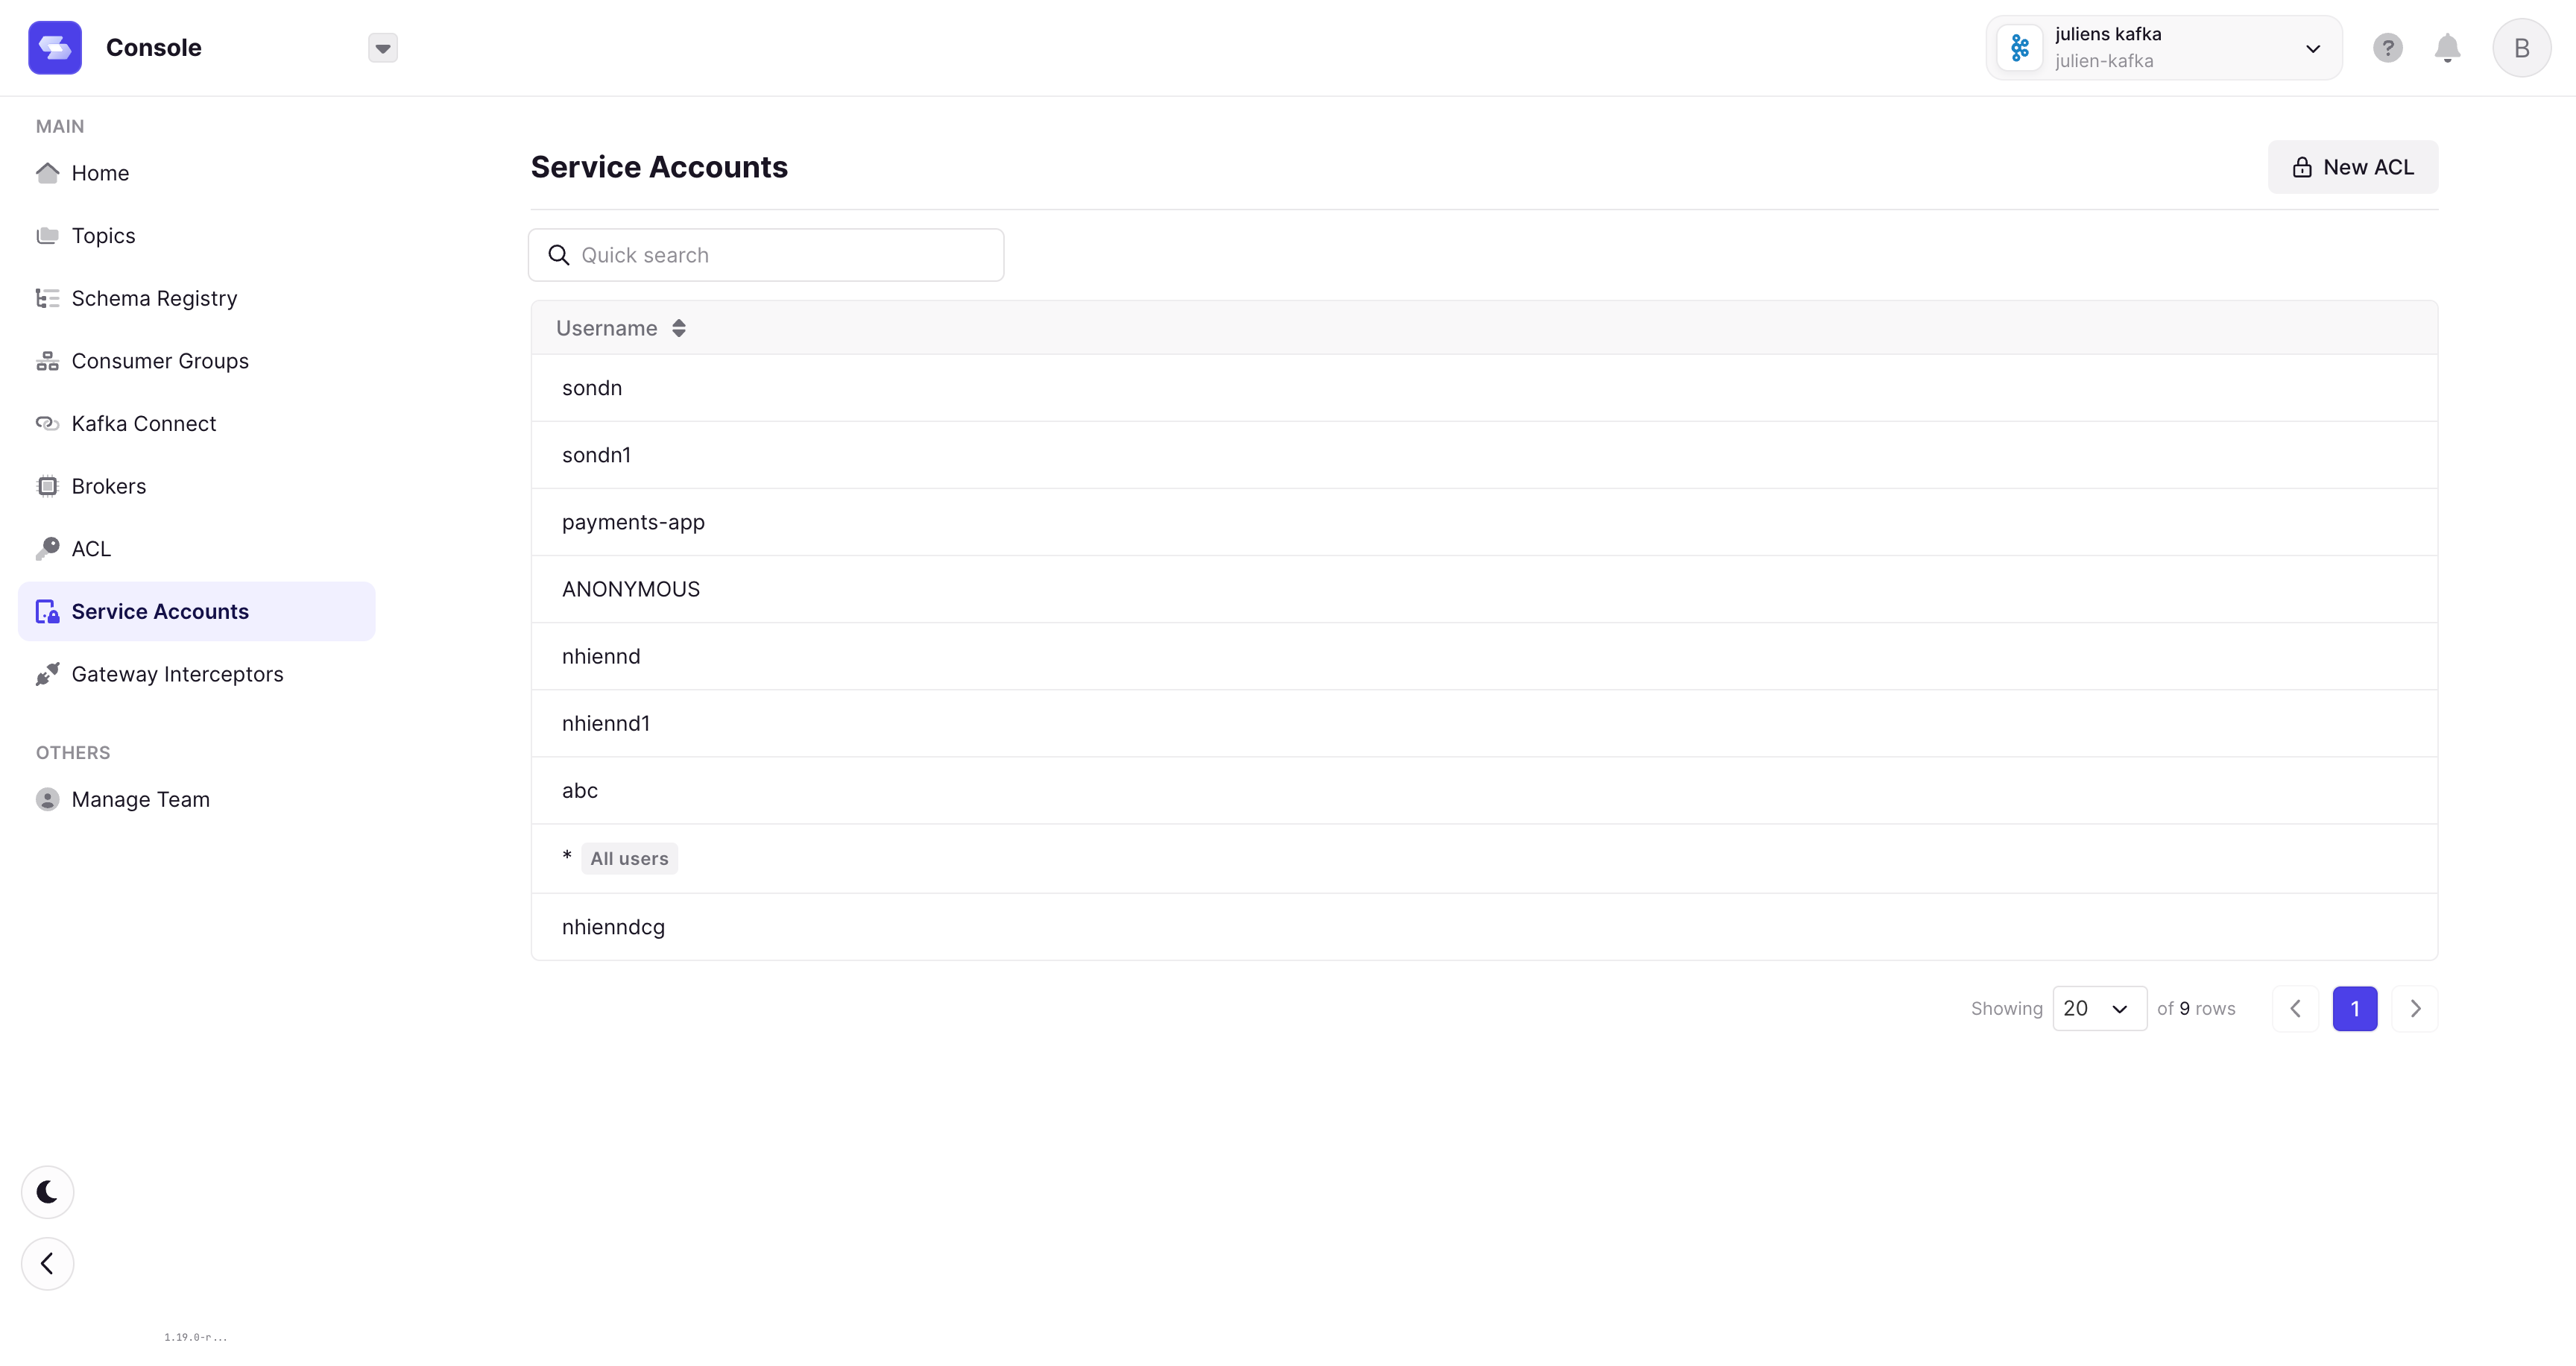 Console
juliens kafka
julien-kafka
?
B
MAIN
Home
Topics
Schema Registry
Consumer Groups
Kafka Connect
Brokers
ACL
Service Accounts
Gateway Interceptors
OTHERS
Manage Team
1.19.0-r...
Service Accounts
New ACL
Quick search
Username
sondn
sondn1
payments-app
ANONYMOUS
nhiennd
nhiennd1
abc
* All users
nhienndcg
Showing 20 of 9 rows 1